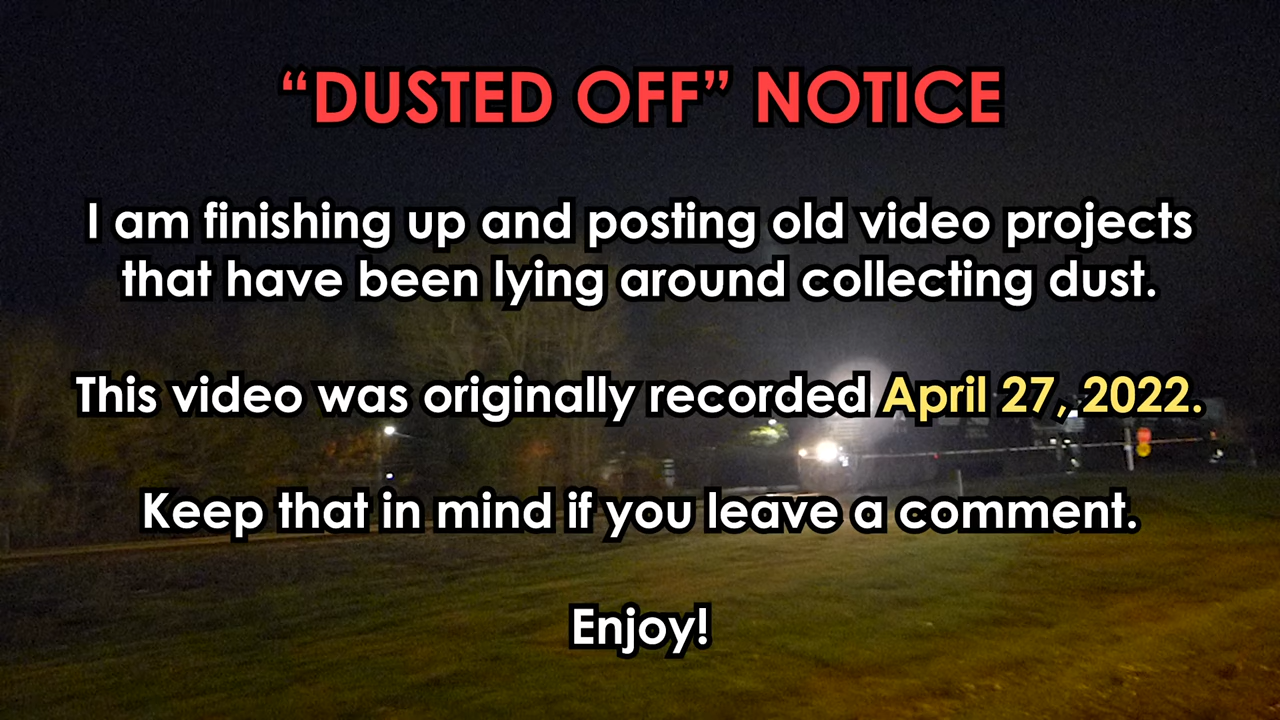 “DUSTED OFF” NOTICE
I am finishing up and posting old video projects
that have been lying around collecting dust.
This video was originally recorded April 27, 2022.
Keep that in mind if you leave a comment.
Enjoy!